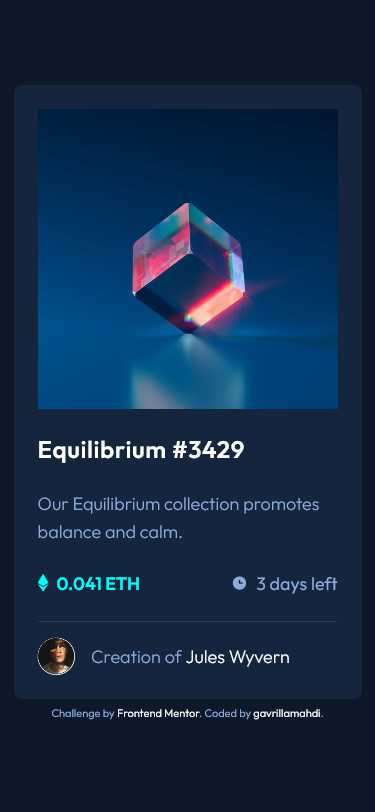 Equilibrium #3429
Our Equilibrium collection promotes
balance and calm.
0.041 ETH
3 days left
Creation of Jules Wyvern
Challenge by Frontend Mentor. Coded by gavrillamahdi.